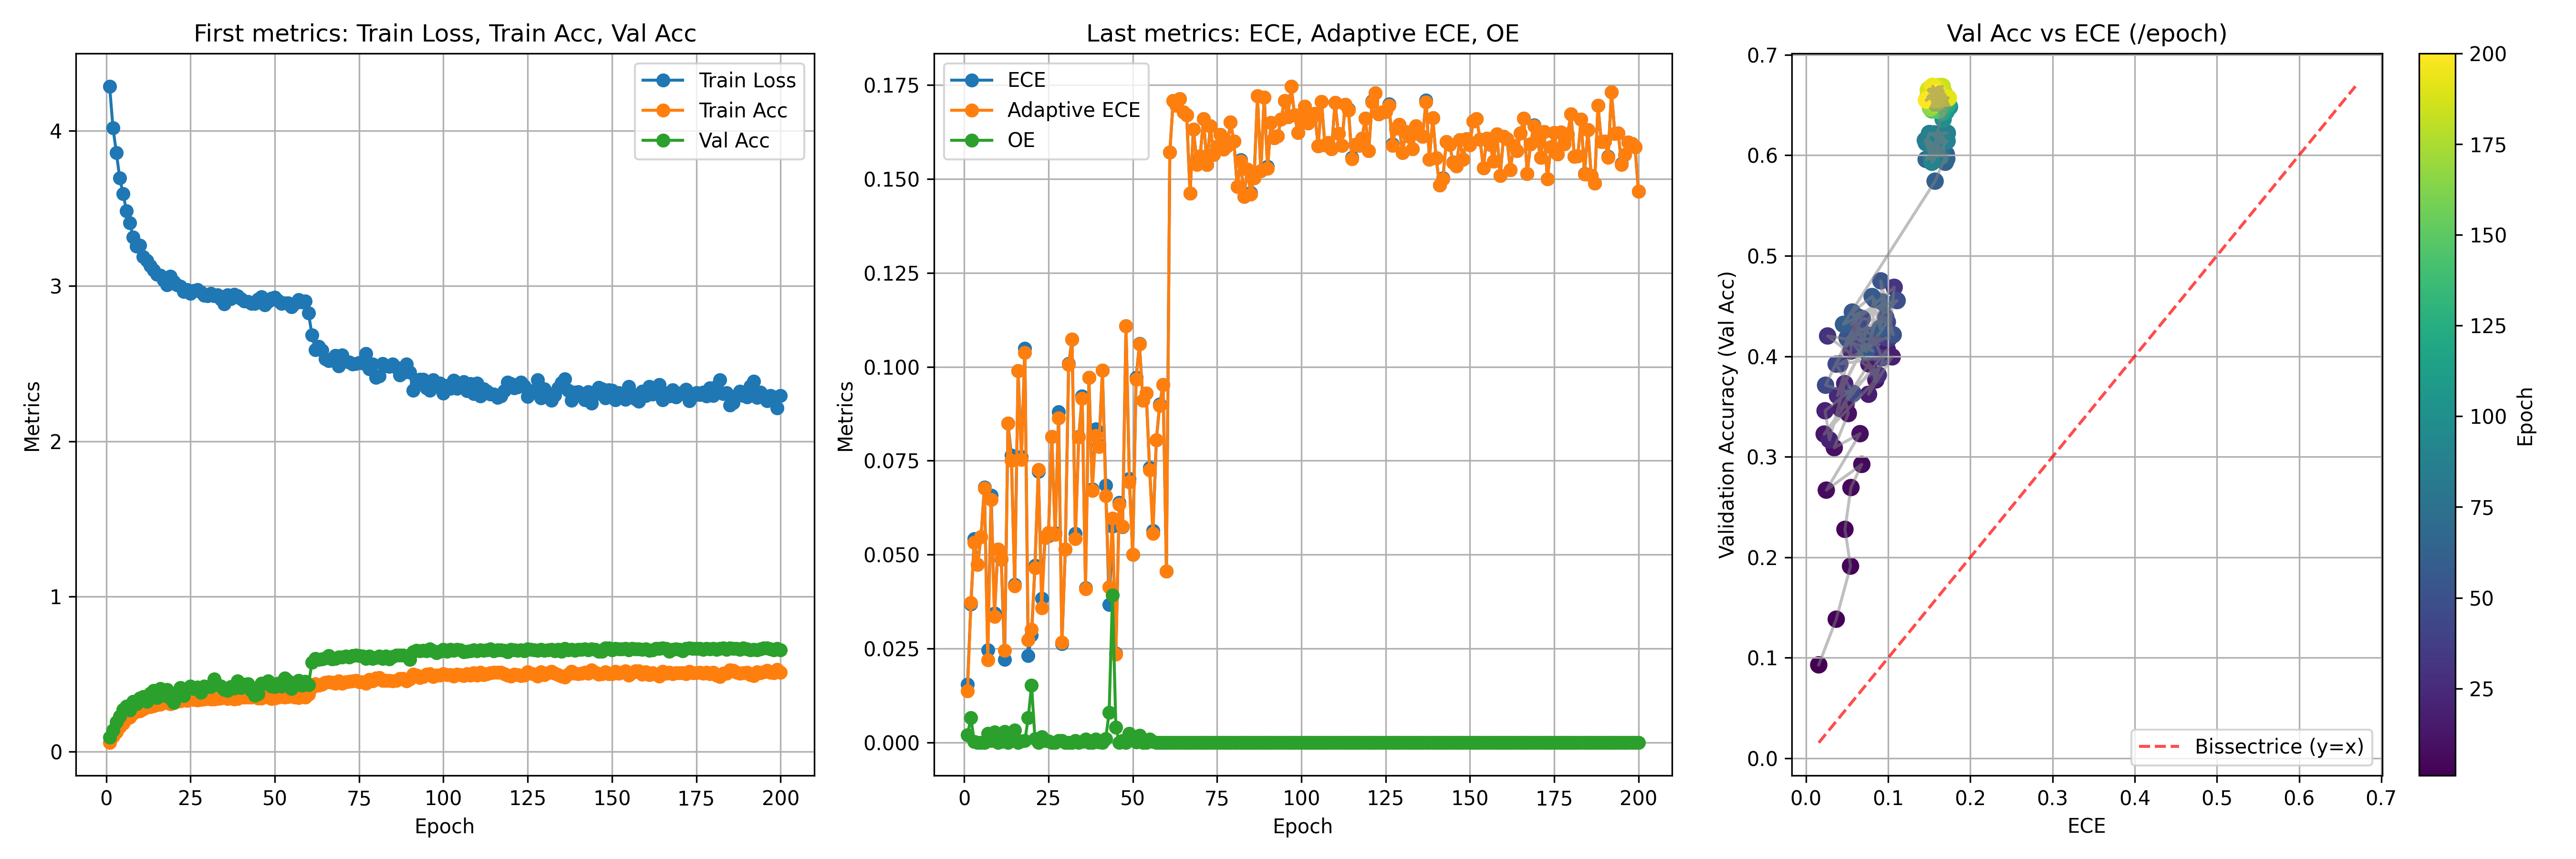 First metrics: Train Loss, Train Acc, Val Acc
Metrics
4
3
2
1
0
Train Loss
Train Acc
Val Acc
0 25 50 75 100 125 150 175 200
Epoch
Last metrics: ECE, Adaptive ECE, OE
Metrics
0.175
0.150
0.125
0.100
0.075
0.050
0.025
0.000
ECE
Adaptive ECE
OE
0 25 50 75 100 125 150 175 200
Epoch
Val Acc vs ECE (/epoch)
Validation Accuracy (Val Acc)
0.7
0.6
0.5
0.4
0.3
0.2
0.1
0.0
Bissectrice (y=x)
0.0 0.1 0.2 0.3 0.4 0.5 0.6 0.7
ECE
200
175
150
125
100
75
50
25
Epoch